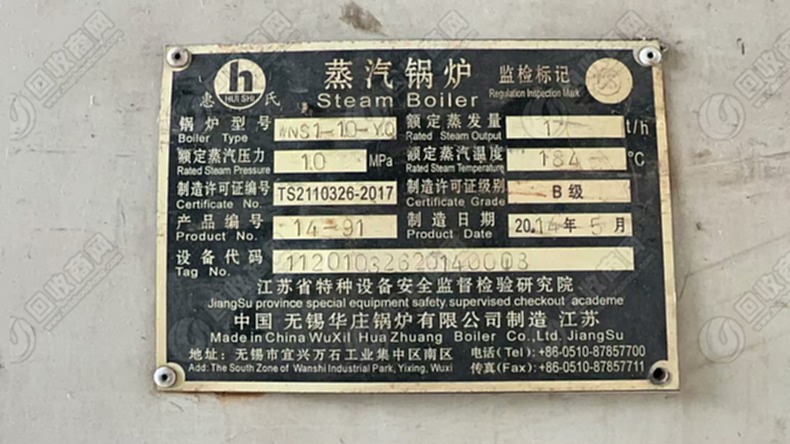 h
HUI SHI
惠 氏
蒸汽锅炉
Steam Boiler
监检标记
Regulation Inspection Mark
锅炉型号 WNS1-1.0-Y.Q 额定蒸发量 1 t/h
Boiler Type Rated Steam Output
额定蒸汽压力 1.0 MPa 额定蒸汽温度 184 °C
Rated Steam Pressure Rated Steam Temperature
制造许可证编号 TS2110326-2017 制造许可证级别 B 级
Certificate No. Certificate Grade
产品编号 14-91 制造日期 2014年5月
Product No. Product Date
设备代码 11201032620140008
Tag No.
江苏省特种设备安全监督检验研究院
JiangSu province special equipment safety supervised checkout academe
中国 无锡华庄锅炉有限公司制造 江苏
Made in China WuXil HuaZhuang Boiler Co., Ltd. JiangSu
地址: 无锡市宜兴万石工业集中区南区 电话(Tel): +86-0510-87857700
Add: The South Zone of Wanshi Industrial Park, Yixing, Wuxi 传真(Fax): +86-0510-87857711
回收商网